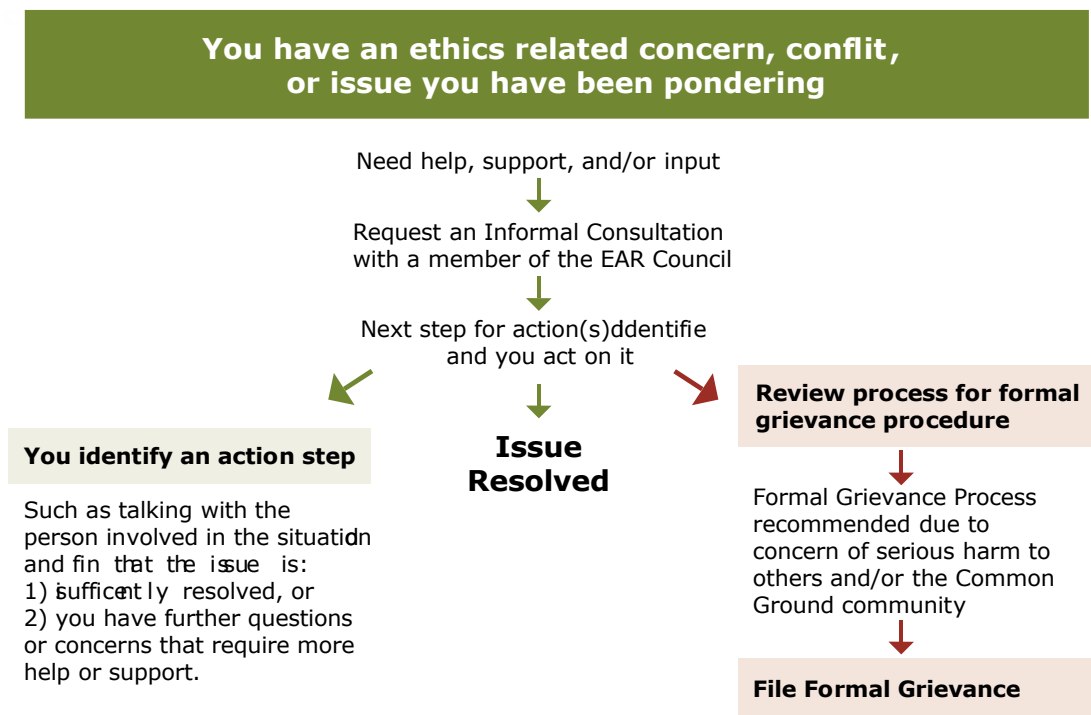 You have an ethics related concern, conflit,
or issue you have been pondering
Need help, support, and/or input
Request an Informal Consultation
with a member of the EAR Council
Next step for action(s)ddentifie
and you act on it
Issue
Resolved
You identify an action step
Such as talking with the
person involved in the situatidn
and fin that the issue is:
1) isufficently resolved, or
2) you have further questions
or concerns that require more
help or support.
Review process for formal
grievance procedure
Formal Grievance Process
recommended due to
concern of serious harm to
others and/or the Common
Ground community
File Formal Grievance